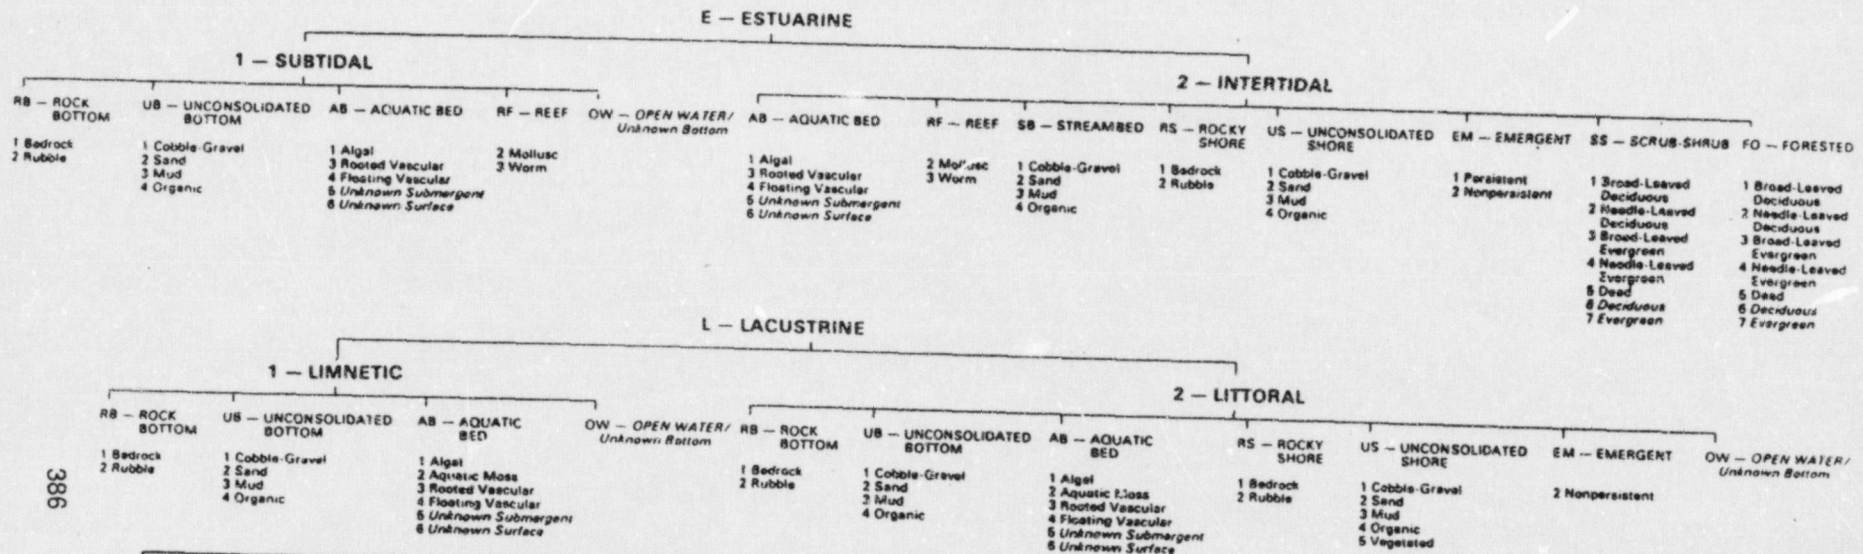 E — ESTUARINE
1 — SUBTIDAL
2 — INTERTIDAL
RB — ROCK
BOTTOM
1 Bedrock
2 Rubble
UB — UNCONSOLIDATED
BOTTOM
1 Cobble-Gravel
2 Sand
3 Mud
4 Organic
AB — AQUATIC BED
1 Algal
3 Rooted Vascular
4 Floating Vascular
5 Unknown Submergent
6 Unknown Surface
RF — REEF
2 Mollusc
3 Worm
OW — OPEN WATER/
Unknown Bottom
AB — AQUATIC BED
1 Algal
3 Rooted Vascular
4 Floating Vascular
5 Unknown Submergent
6 Unknown Surface
RF — REEF
2 Mollusc
3 Worm
SB — STREAMBED
1 Cobble-Gravel
2 Sand
3 Mud
4 Organic
RS — ROCKY
SHORE
1 Bedrock
2 Rubble
US — UNCONSOLIDATED
SHORE
1 Cobble-Gravel
2 Sand
3 Mud
4 Organic
EM — EMERGENT
1 Persistent
2 Nonpersistent
SS — SCRUB-SHRUB
1 Broad-Leaved
Deciduous
2 Needle-Leaved
Deciduous
3 Broad-Leaved
Evergreen
4 Needle-Leaved
Evergreen
5 Dead
6 Deciduous
7 Evergreen
FO — FORESTED
1 Broad-Leaved
Deciduous
2 Needle-Leaved
Deciduous
3 Broad-Leaved
Evergreen
4 Needle-Leaved
Evergreen
5 Dead
6 Deciduous
7 Evergreen
L — LACUSTRINE
1 — LIMNETIC
2 — LITTORAL
RB — ROCK
BOTTOM
1 Bedrock
2 Rubble
UB — UNCONSOLIDATED
BOTTOM
1 Cobble-Gravel
2 Sand
3 Mud
4 Organic
AB — AQUATIC
BED
1 Algal
2 Aquatic Moss
3 Rooted Vascular
4 Floating Vascular
5 Unknown Submergent
6 Unknown Surface
OW — OPEN WATER/
Unknown Bottom
RB — ROCK
BOTTOM
1 Bedrock
2 Rubble
UB — UNCONSOLIDATED
BOTTOM
1 Cobble-Gravel
2 Sand
3 Mud
4 Organic
AB — AQUATIC
BED
1 Algal
2 Aquatic Moss
3 Rooted Vascular
4 Floating Vascular
5 Unknown Submergent
6 Unknown Surface
RS — ROCKY
SHORE
1 Bedrock
2 Rubble
US — UNCONSOLIDATED
SHORE
1 Cobble-Gravel
2 Sand
3 Mud
4 Organic
5 Vegetated
EM — EMERGENT
2 Nonpersistent
OW — OPEN WATER/
Unknown Bottom
386